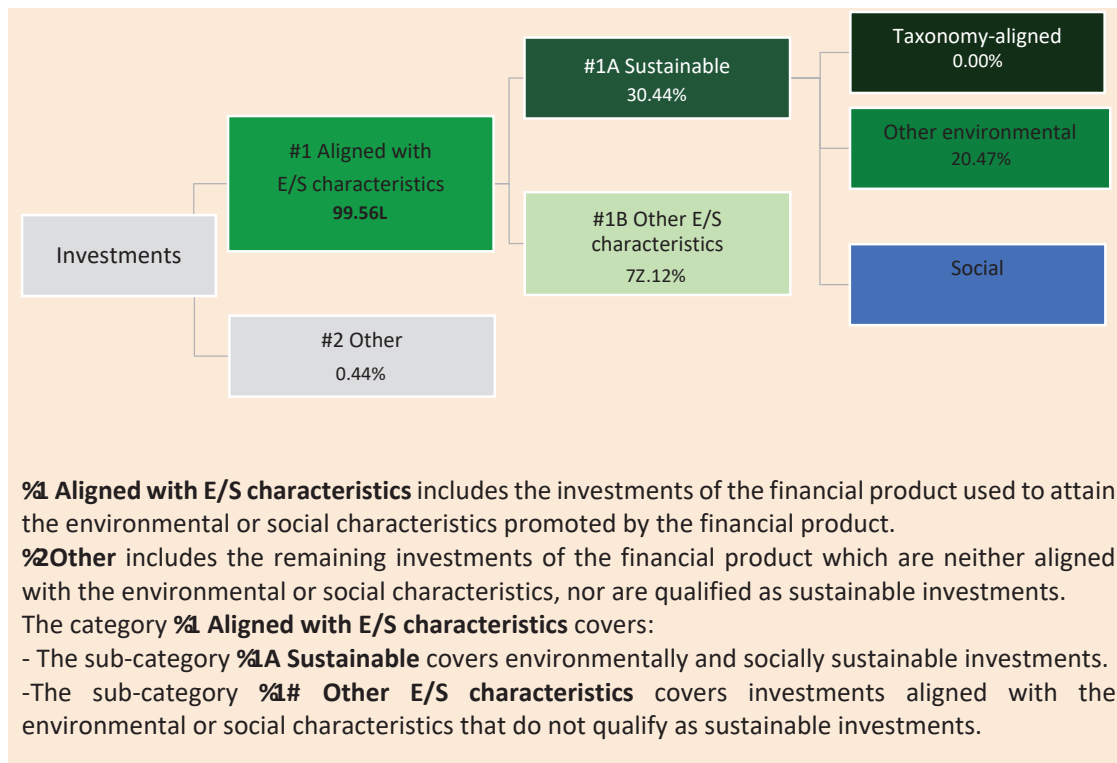 Investments
#1 Aligned with
E/S characteristics
99.56L
#2 Other
0.44%
#1A Sustainable
30.44%
#1B Other E/S
characteristics
7Z.12%
Taxonomy-aligned
0.00%
Other environmental
20.47%
Social
%1 Aligned with E/S characteristics includes the investments of the financial product used to attain
the environmental or social characteristics promoted by the financial product.
%2Other includes the remaining investments of the financial product which are neither aligned
with the environmental or social characteristics, nor are qualified as sustainable investments.
The category %1 Aligned with E/S characteristics covers:
- The sub-category %1A Sustainable covers environmentally and socially sustainable investments.
-The sub-category %1# Other E/S characteristics covers investments aligned with the
environmental or social characteristics that do not qualify as sustainable investments.